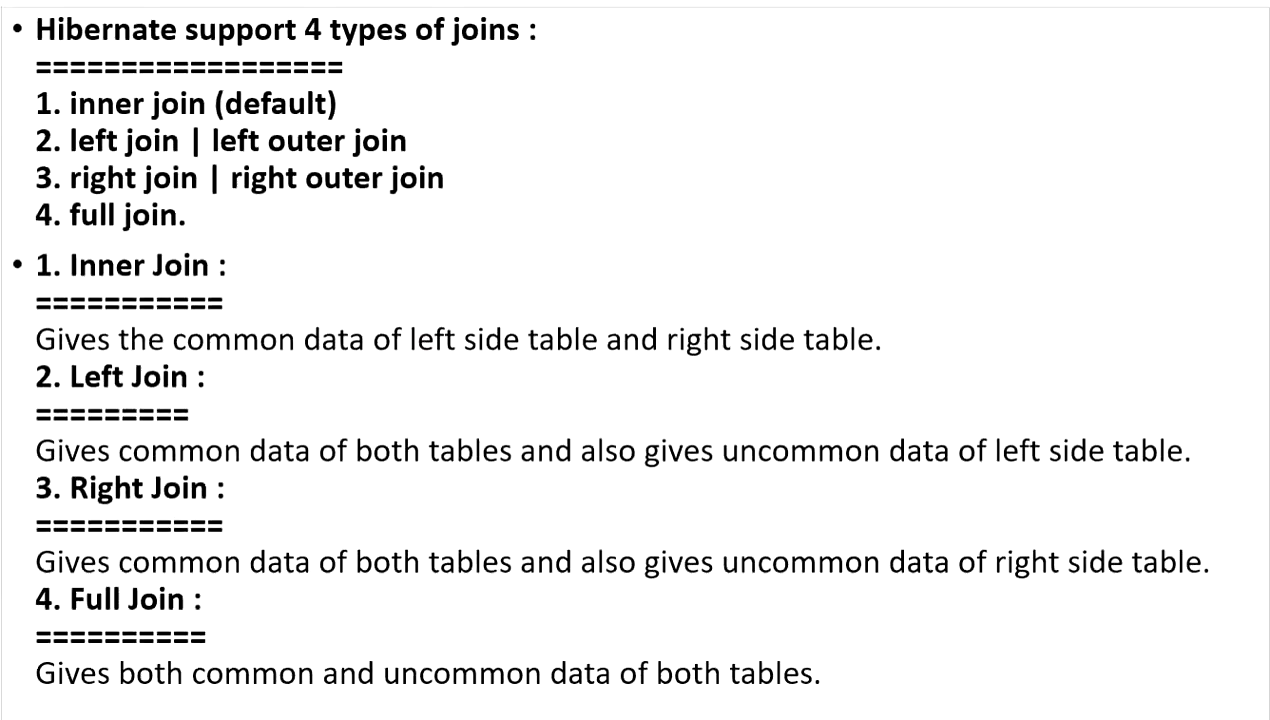 • Hibernate support 4 types of joins :
==================
1. inner join (default)
2. left join | left outer join
3. right join | right outer join
4. full join.
• 1. Inner Join :
===========
Gives the common data of left side table and right side table.
2. Left Join :
=========
Gives common data of both tables and also gives uncommon data of left side table.
3. Right Join :
===========
Gives common data of both tables and also gives uncommon data of right side table.
4. Full Join :
==========
Gives both common and uncommon data of both tables.